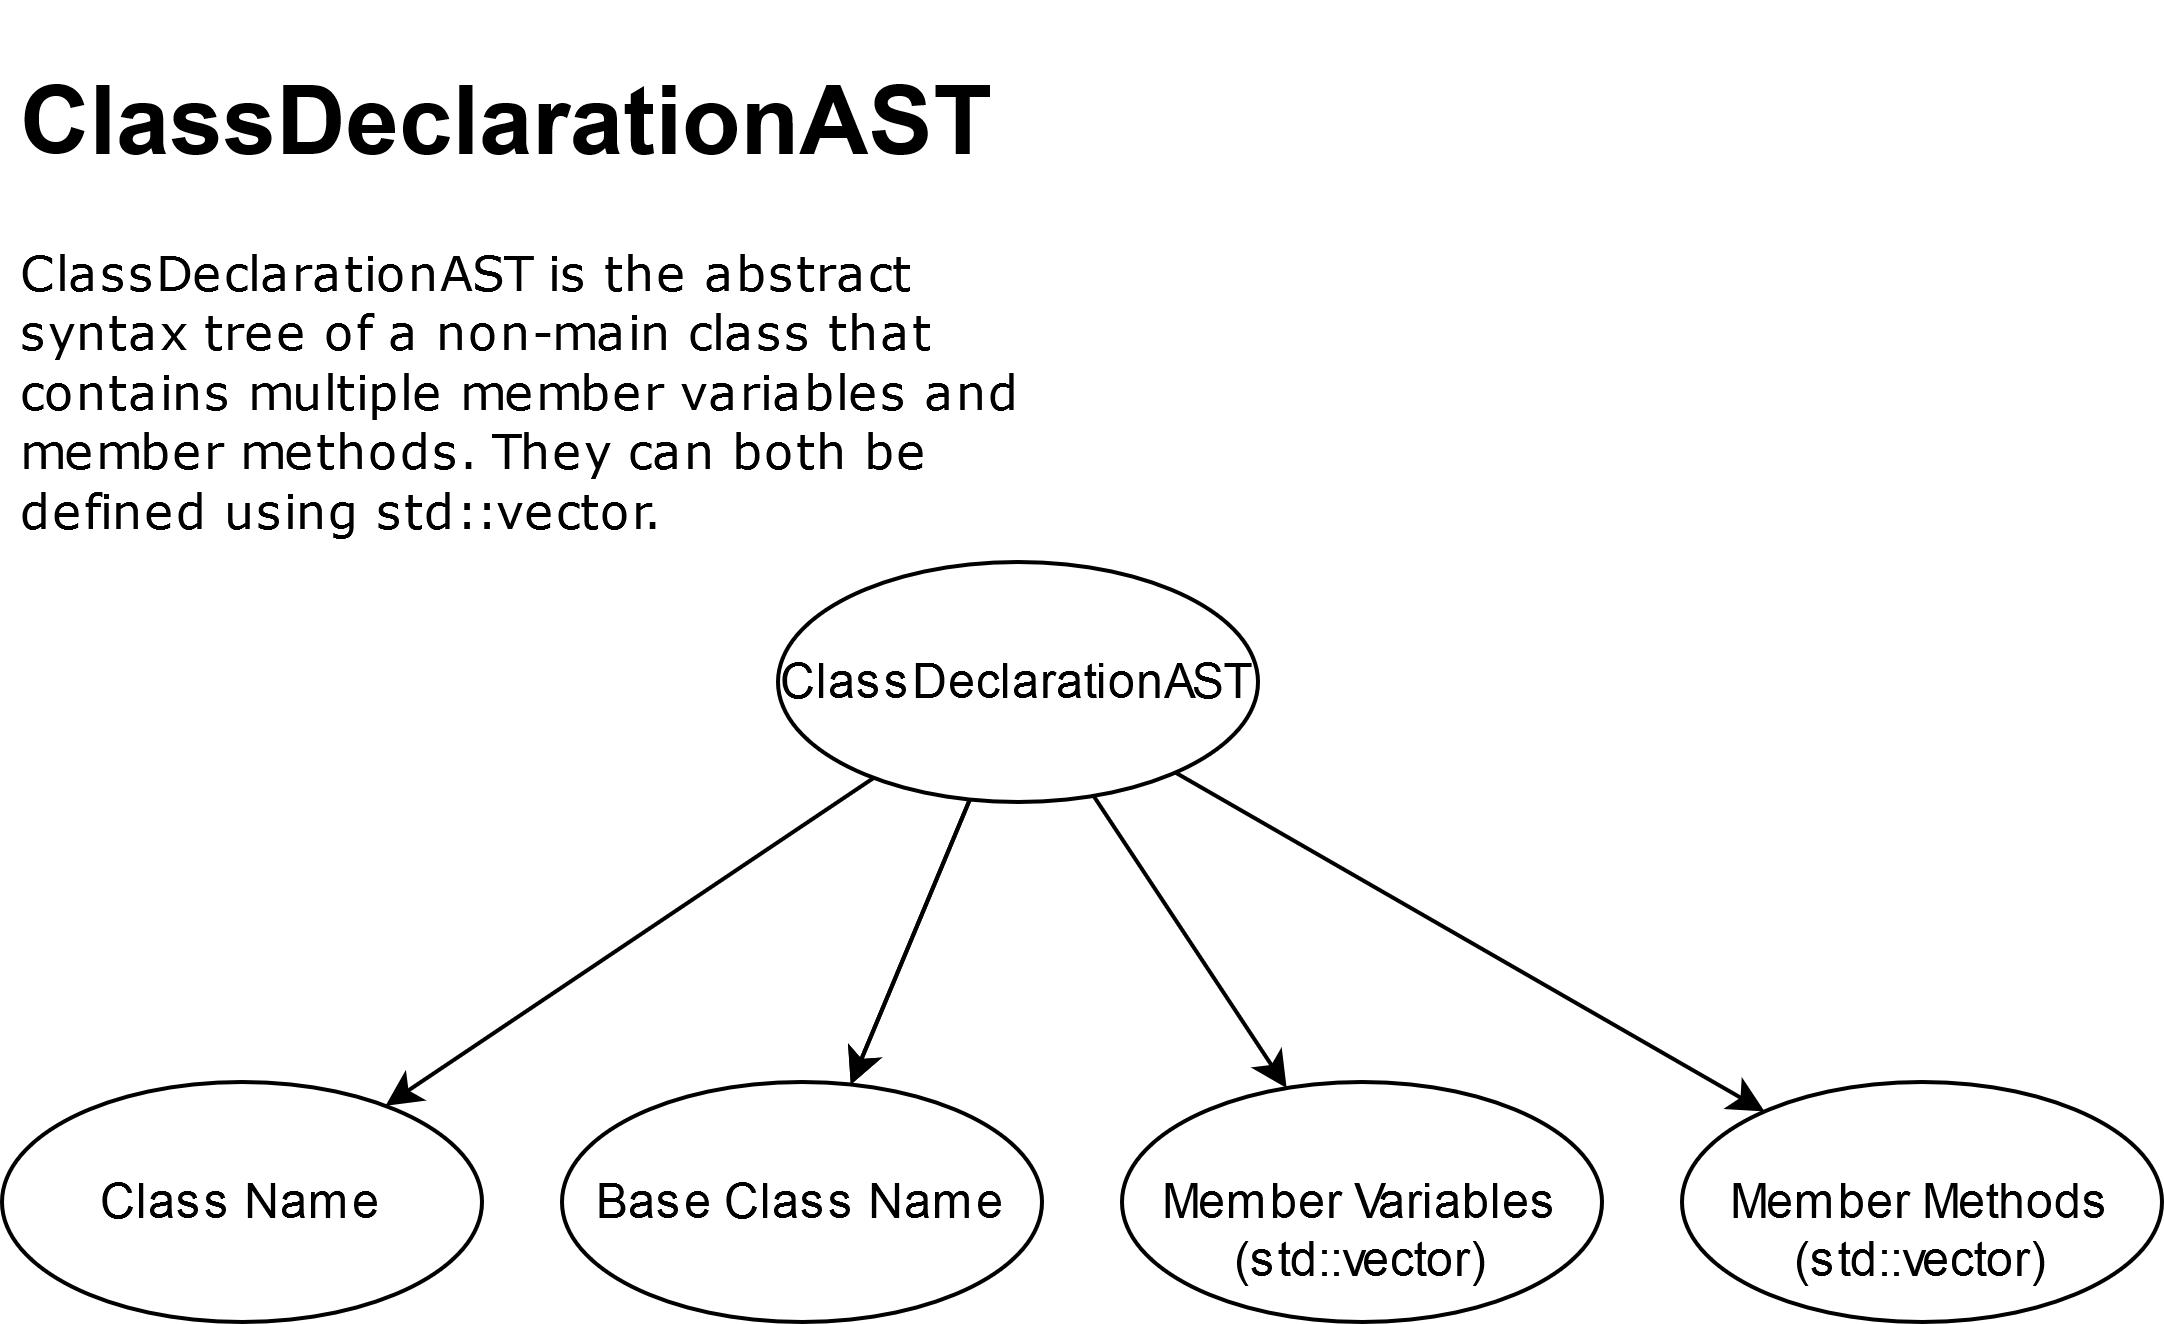 ClassDeclarationAST
ClassDeclarationAST is the abstract
syntax tree of a non-main class that
contains multiple member variables and
member methods. They can both be
defined using std::vector.
ClassDeclarationAST
Class Name
Base Class Name
Member Variables
(std::vector)
Member Methods
(std::vector)